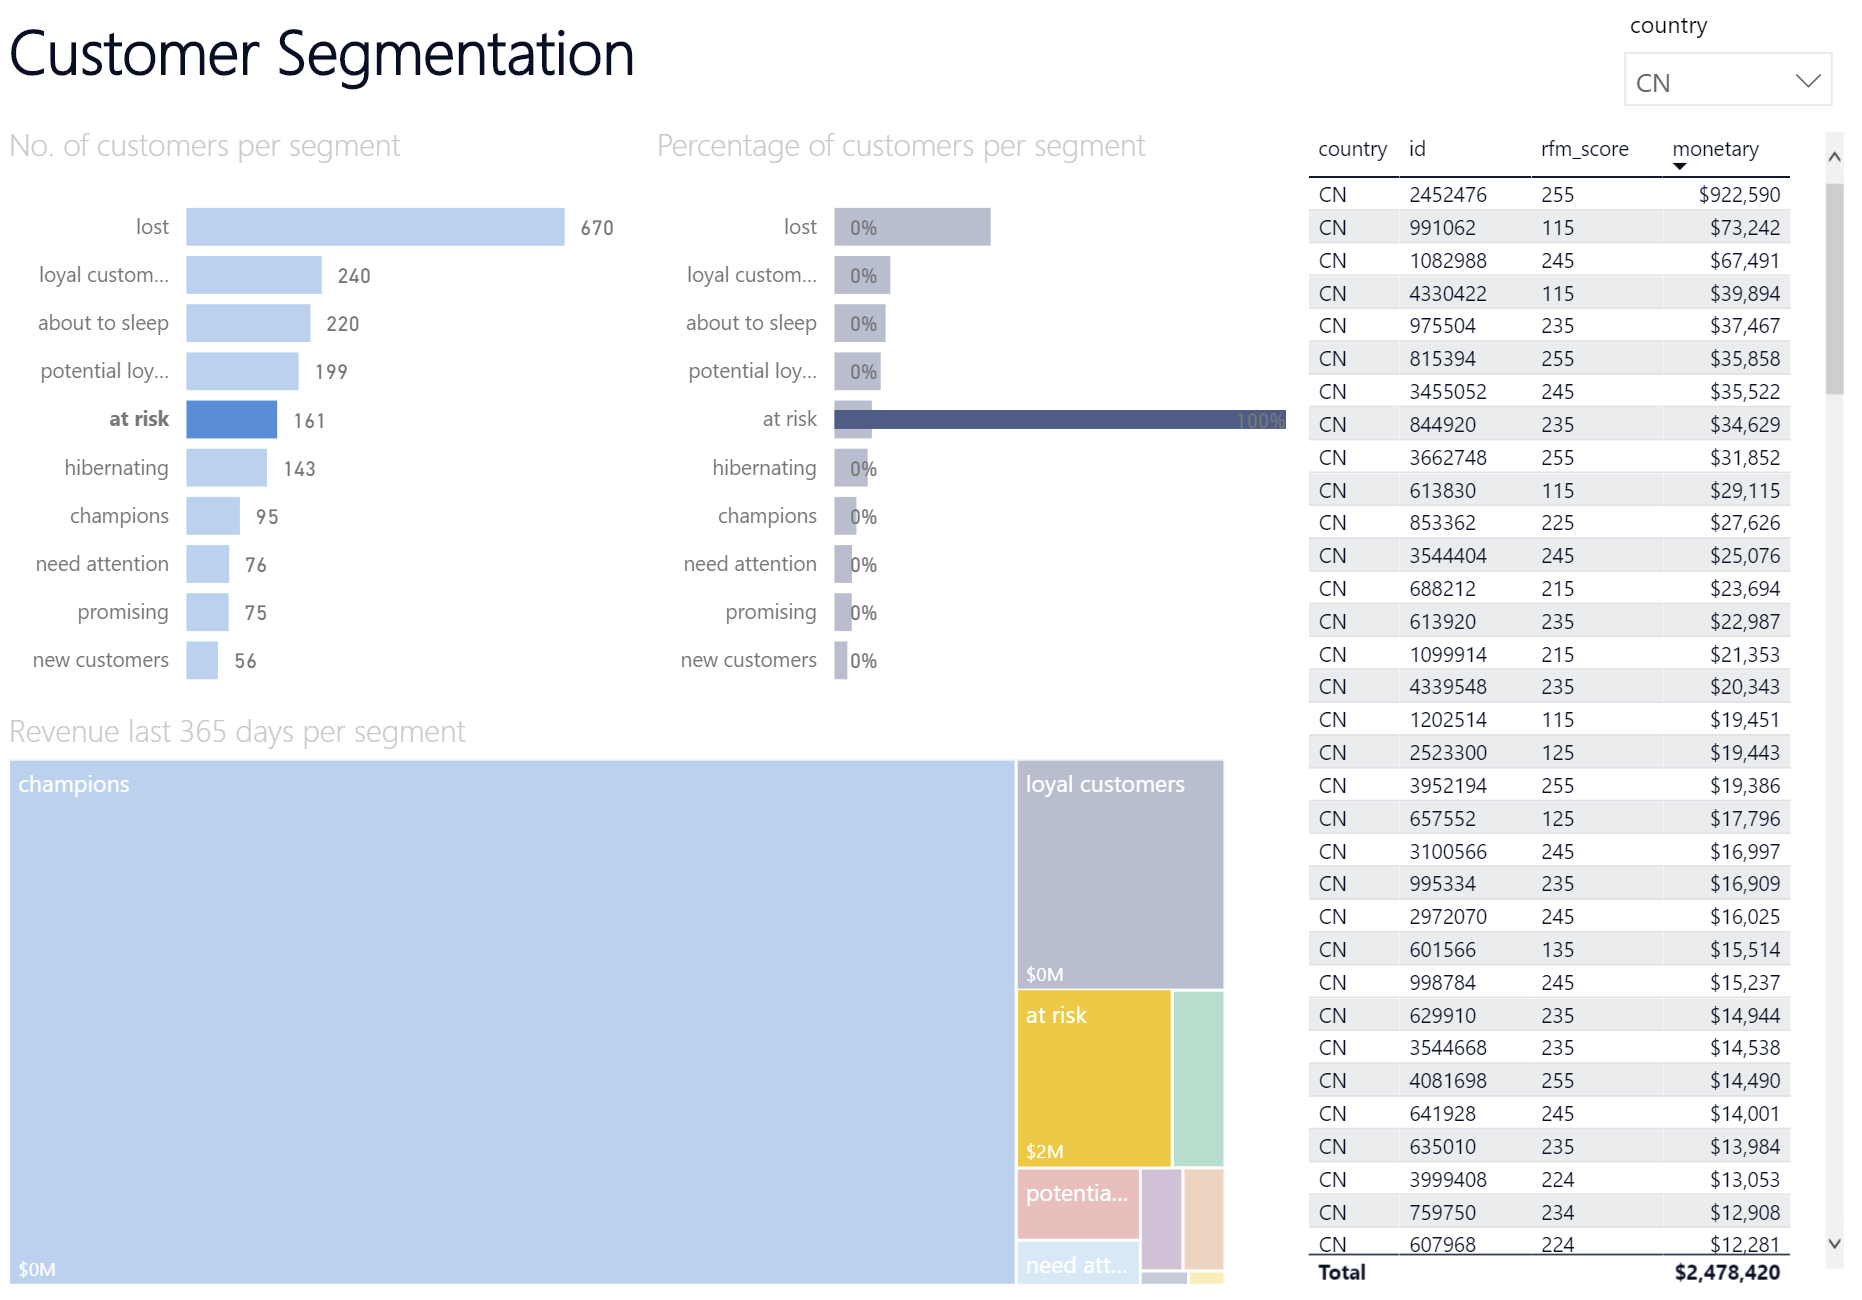 Customer Segmentation
country
CN
No. of customers per segment
lost 670
loyal custom... 240
about to sleep 220
potential loy... 199
at risk 161
hibernating 143
champions 95
need attention 76
promising 75
new customers 56
Percentage of customers per segment
lost 0%
loyal custom... 0%
about to sleep 0%
potential loy... 0%
at risk 100%
hibernating 0%
champions 0%
need attention 0%
promising 0%
new customers 0%
Revenue last 365 days per segment
champions
$0M
loyal customers
$0M
at risk
$2M
potentia...
need att...
country id rfm_score monetary
CN 2452476 255 $922,590
CN 991062 115 $73,242
CN 1082988 245 $67,491
CN 4330422 115 $39,894
CN 975504 235 $37,467
CN 815394 255 $35,858
CN 3455052 245 $35,522
CN 844920 235 $34,629
CN 3662748 255 $31,852
CN 613830 115 $29,115
CN 853362 225 $27,626
CN 3544404 245 $25,076
CN 688212 215 $23,694
CN 613920 235 $22,987
CN 1099914 215 $21,353
CN 4339548 235 $20,343
CN 1202514 115 $19,451
CN 2523300 125 $19,443
CN 3952194 255 $19,386
CN 657552 125 $17,796
CN 3100566 245 $16,997
CN 995334 235 $16,909
CN 2972070 245 $16,025
CN 601566 135 $15,514
CN 998784 245 $15,237
CN 629910 235 $14,944
CN 3544668 235 $14,538
CN 4081698 255 $14,490
CN 641928 245 $14,001
CN 635010 235 $13,984
CN 3999408 224 $13,053
CN 759750 234 $12,908
CN 607968 224 $12,281
Total $2,478,420